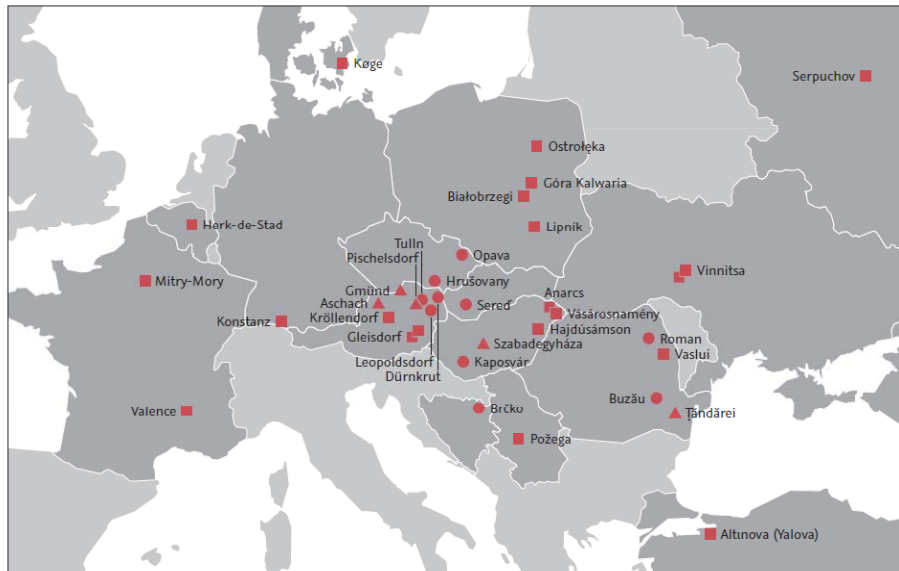 Køge
Serpuchov
Ostrołęka
Góra Kalwaria
Białobrzegi
Herk-de-Stad
Lipnik
Tulln
Pischelsdorf
Opava
Vinnitsa
Mitry-Mory
Hrušovany
Gmünd
Anarcs
Aschach
Sered
Vásárosnamény
Kröllendorf
Konstanz
Hajdúsámson
Gleisdorf
Szabadegyháza
Roman
Vaslui
Leopoldsdorf
Kaposvár
Dürnkrut
Buzău
Valence
Brčko
Țăndărei
Požega
Altınova (Yalova)